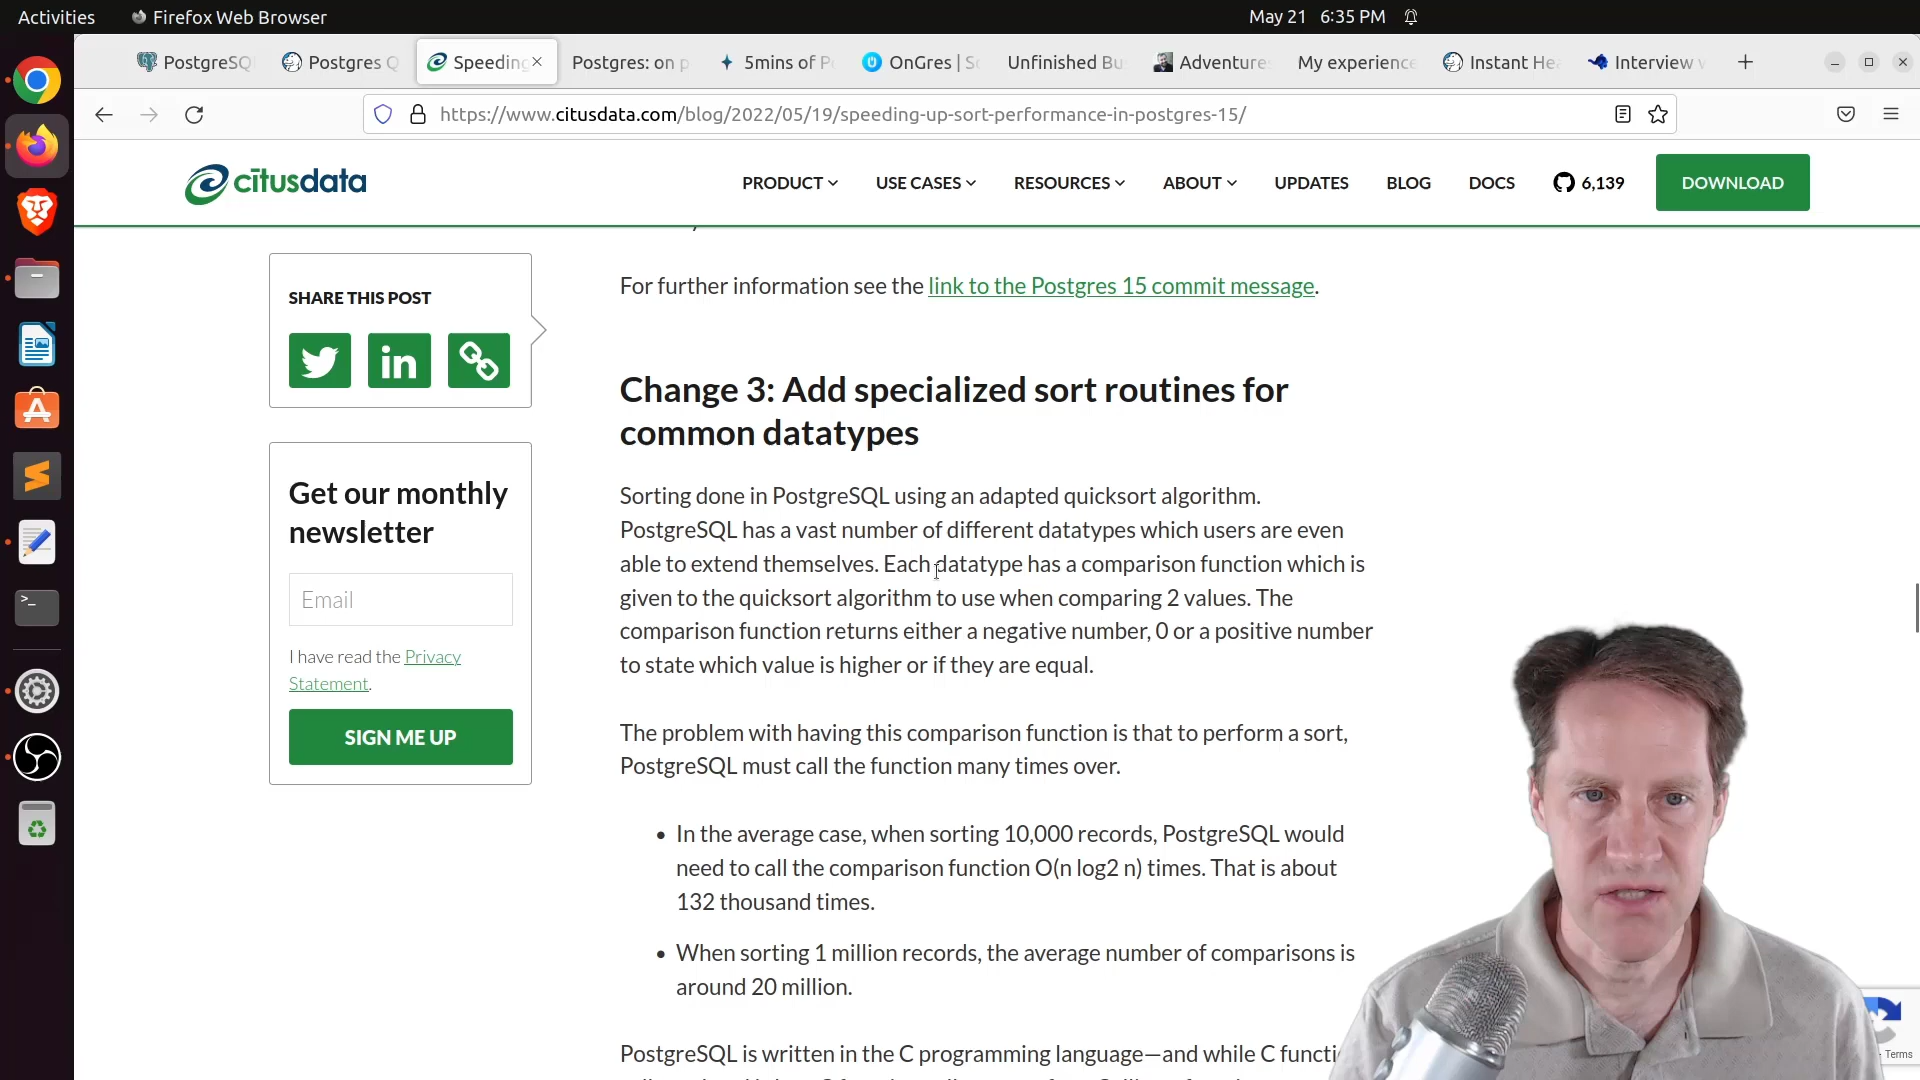 Activities
Firefox Web Browser
May 21 6:35 PM
PostgreSQ
Postgres Q
Speeding
Postgres: on p
5mins of P
OnGres | S
Unfinished Bu
Adventure
My experience
Instant He
Interview
https://www.citusdata.com/blog/2022/05/19/speeding-up-sort-performance-in-postgres-15/
citusdata
PRODUCT
USE CASES
RESOURCES
ABOUT
UPDATES
BLOG
DOCS
6,139
DOWNLOAD
SHARE THIS POST
Get our monthly
newsletter
Email
I have read the Privacy
Statement.
SIGN ME UP
For further information see the link to the Postgres 15 commit message.
Change 3: Add specialized sort routines for
common datatypes
Sorting done in PostgreSQL using an adapted quicksort algorithm.
PostgreSQL has a vast number of different datatypes which users are even
able to extend themselves. Each datatype has a comparison function which is
given to the quicksort algorithm to use when comparing 2 values. The
comparison function returns either a negative number, 0 or a positive number
to state which value is higher or if they are equal.
The problem with having this comparison function is that to perform a sort,
PostgreSQL must call the function many times over.
• In the average case, when sorting 10,000 records, PostgreSQL would
need to call the comparison function O(n log2 n) times. That is about
132 thousand times.
• When sorting 1 million records, the average number of comparisons is
around 20 million.
PostgreSQL is written in the C programming language—and while C functi
- Terms